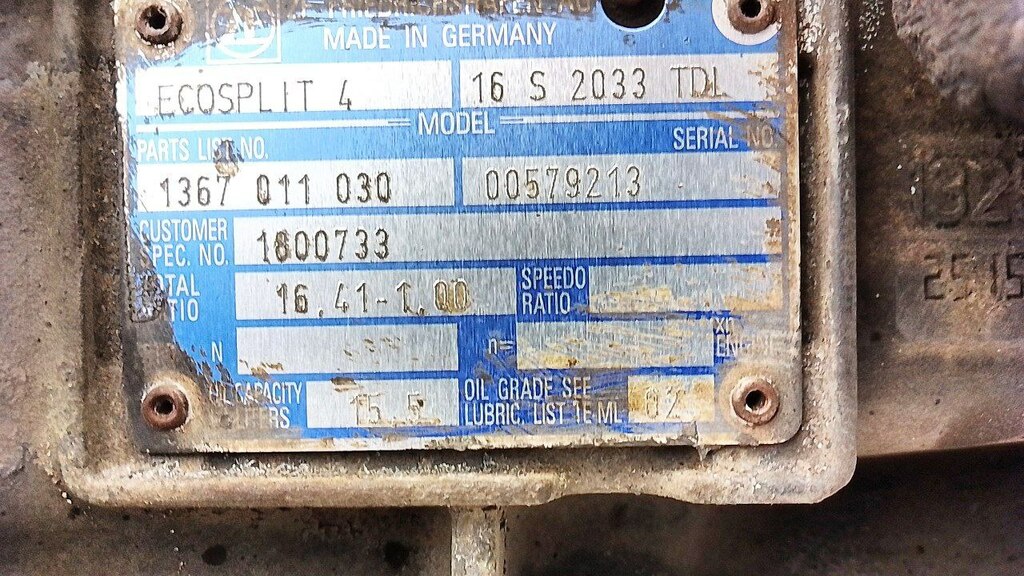 MADE IN GERMANY
ECOSPLIT 4 16 S 2033 TDL
MODEL
PARTS LIST NO. SERIAL NO.
1367 011 030 00579213
CUSTOMER
SPEC. NO. 1800733
TOTAL
RATIO 16,41-1,00
SPEEDO
RATIO
N n=
OIL CAPACITY
LITERS 15.5
OIL GRADE SEE
LUBRIC. LIST TE ML 02